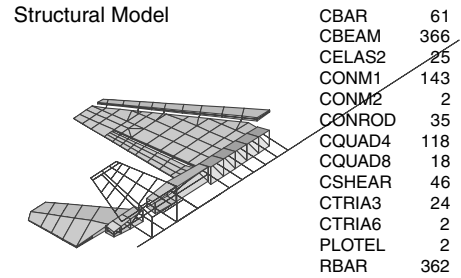 Structural Model
CBAR 61
CBEAM 366
CELAS2 25
CONM1 143
CONM2 2
CONROD 35
CQUAD4 118
CQUAD8 18
CSHEAR 46
CTRIA3 24
CTRIA6 2
PLOTEL 2
RBAR 362